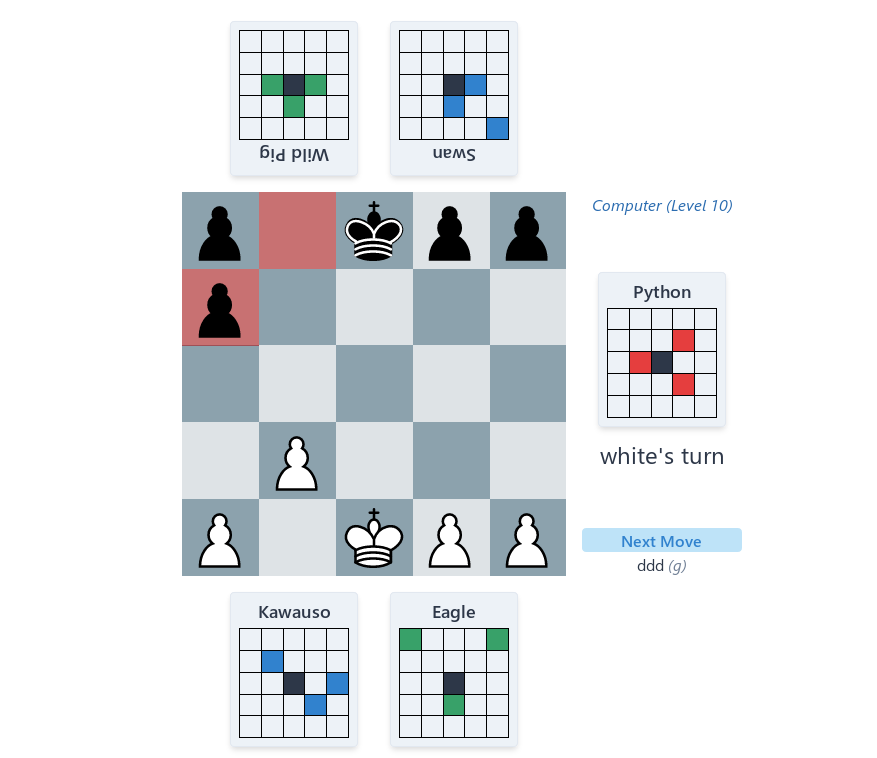 Wild Pig
Swan
Computer (Level 10)
Python
white's turn
Next Move
ddd (g)
Kawauso
Eagle